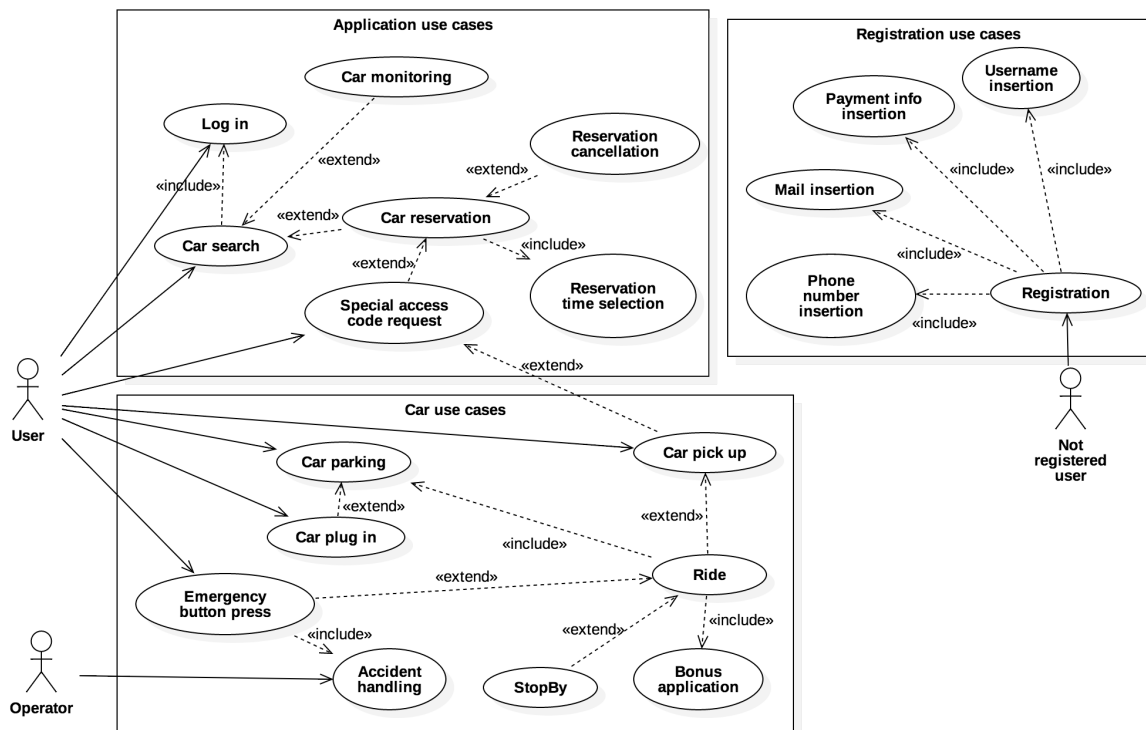 Application use cases
Car monitoring
Log in
«extend»
«include»
Reservation
cancellation
«extend»
Car reservation
«extend»
Car search
«include»
«extend»
Special access
code request
Reservation
time selection
«extend»
Registration use cases
Username
insertion
Payment info
insertion
«include»
«include»
Mail insertion
«include»
Phone
number
insertion
Registration
«include»
Not
registered
user
User
Car use cases
Car parking
Car pick up
«extend»
Car plug in
«extend»
«include»
Ride
«extend»
Emergency
button press
«include»
«extend»
«include»
Accident
handling
StopBy
Bonus
application
Operator